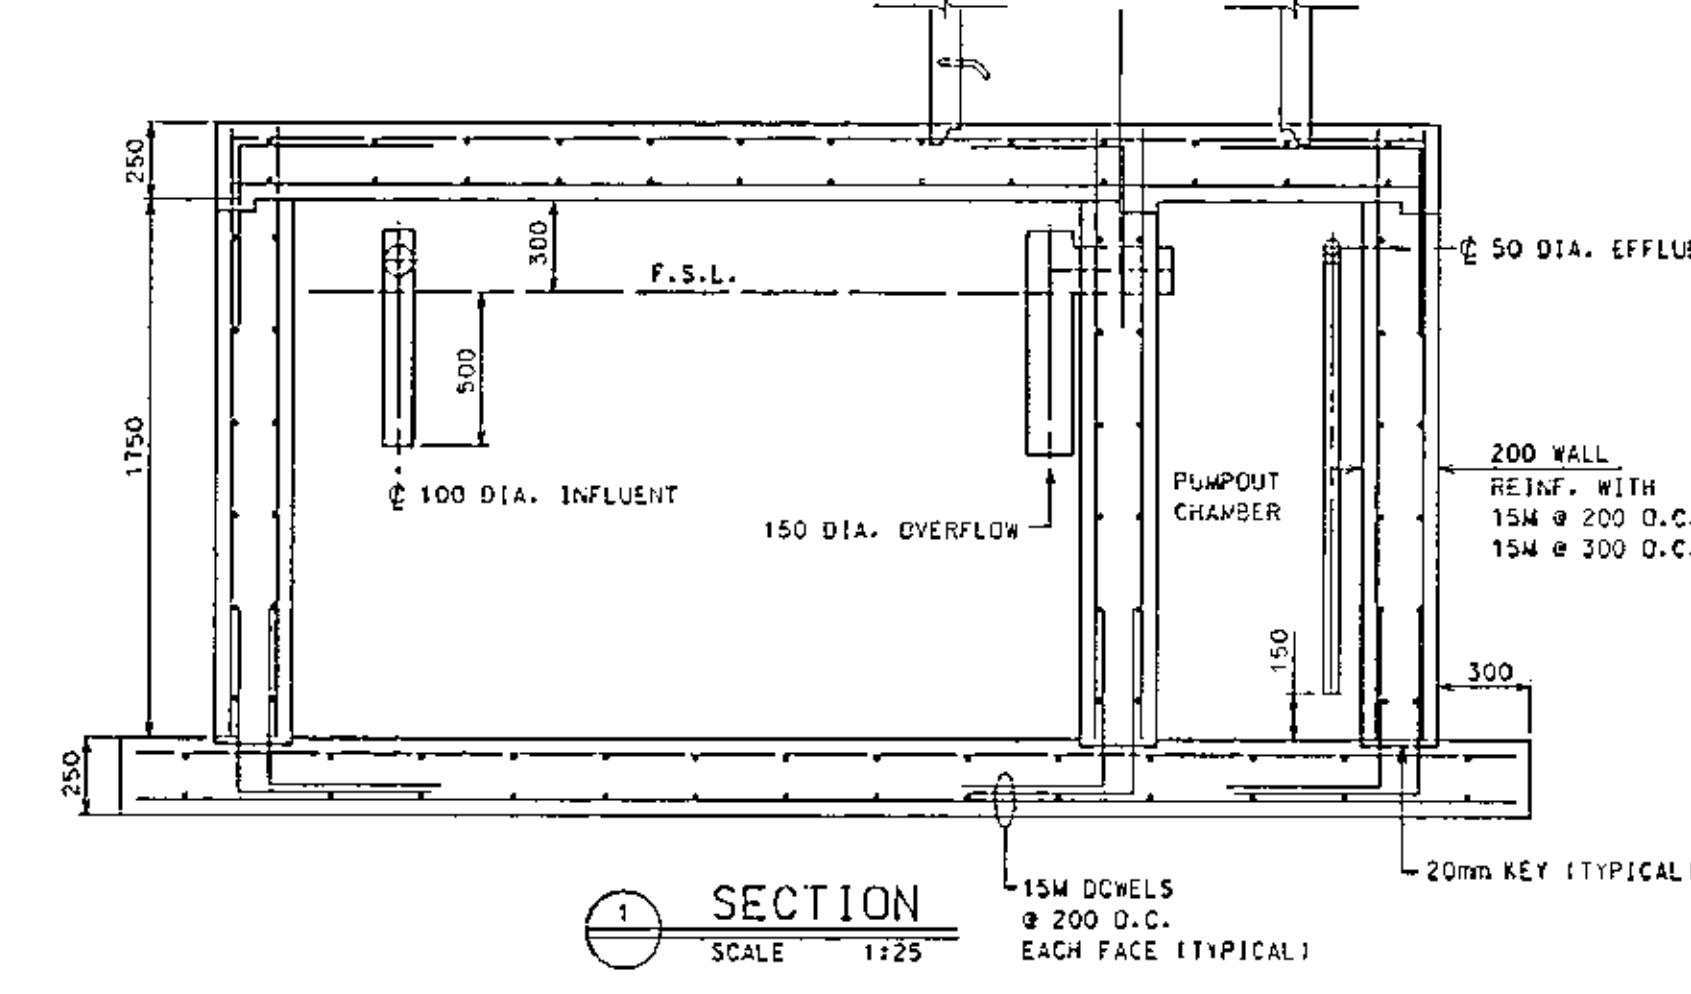 250
300
F.S.L.
℄ 50 DIA. EFFLU
500
1750
℄ 100 DIA. INFLUENT
150 DIA. OVERFLOW
PUMPOUT
CHAMBER
200 WALL
REINF. WITH
15M @ 200 O.C.
15M @ 300 O.C.
150
300
250
20mm KEY (TYPICAL)
15M DOWELS
@ 200 O.C.
EACH FACE (TYPICAL)
1
SECTION
SCALE 1:25